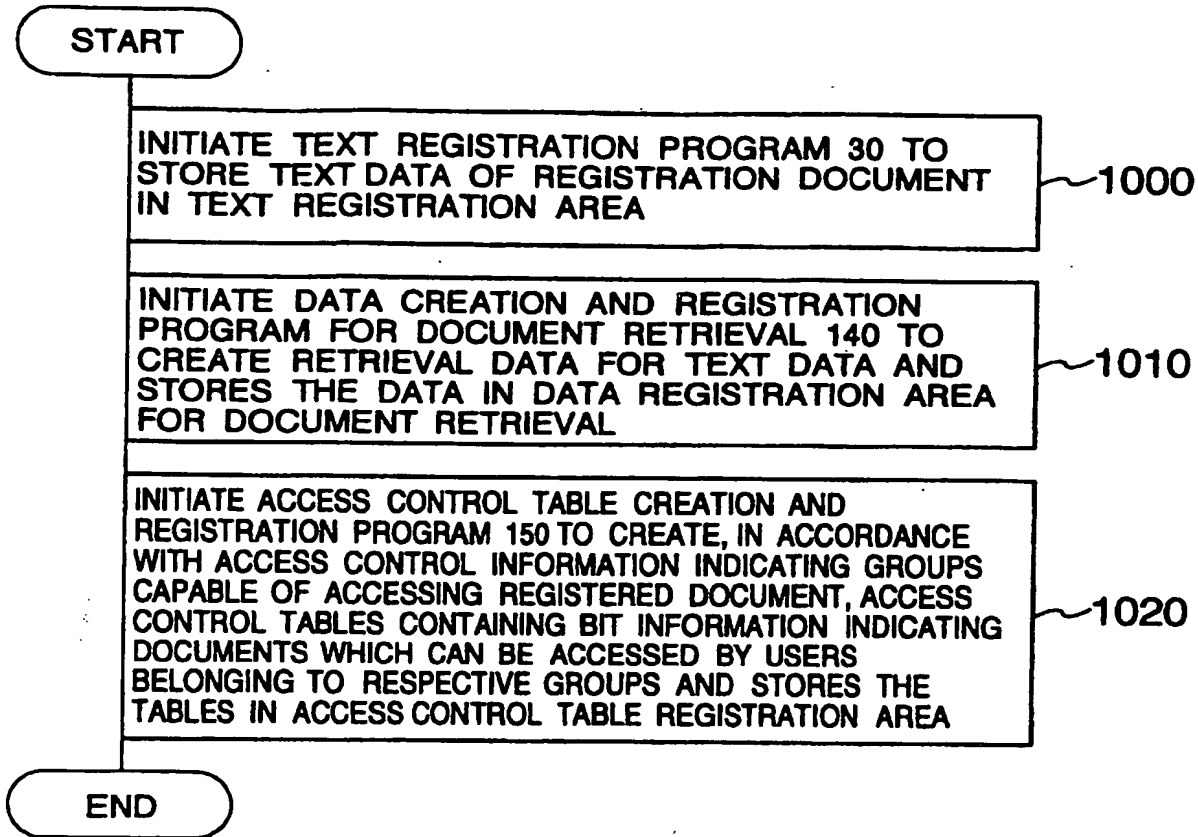 START
INITIATE TEXT REGISTRATION PROGRAM 30 TO
STORE TEXT DATA OF REGISTRATION DOCUMENT
IN TEXT REGISTRATION AREA
1000
INITIATE DATA CREATION AND REGISTRATION
PROGRAM FOR DOCUMENT RETRIEVAL 140 TO
CREATE RETRIEVAL DATA FOR TEXT DATA AND
STORES THE DATA IN DATA REGISTRATION AREA
FOR DOCUMENT RETRIEVAL
1010
INITIATE ACCESS CONTROL TABLE CREATION AND
REGISTRATION PROGRAM 150 TO CREATE, IN ACCORDANCE
WITH ACCESS CONTROL INFORMATION INDICATING GROUPS
CAPABLE OF ACCESSING REGISTERED DOCUMENT, ACCESS
CONTROL TABLES CONTAINING BIT INFORMATION INDICATING
DOCUMENTS WHICH CAN BE ACCESSED BY USERS
BELONGING TO RESPECTIVE GROUPS AND STORES THE
TABLES IN ACCESS CONTROL TABLE REGISTRATION AREA
1020
END